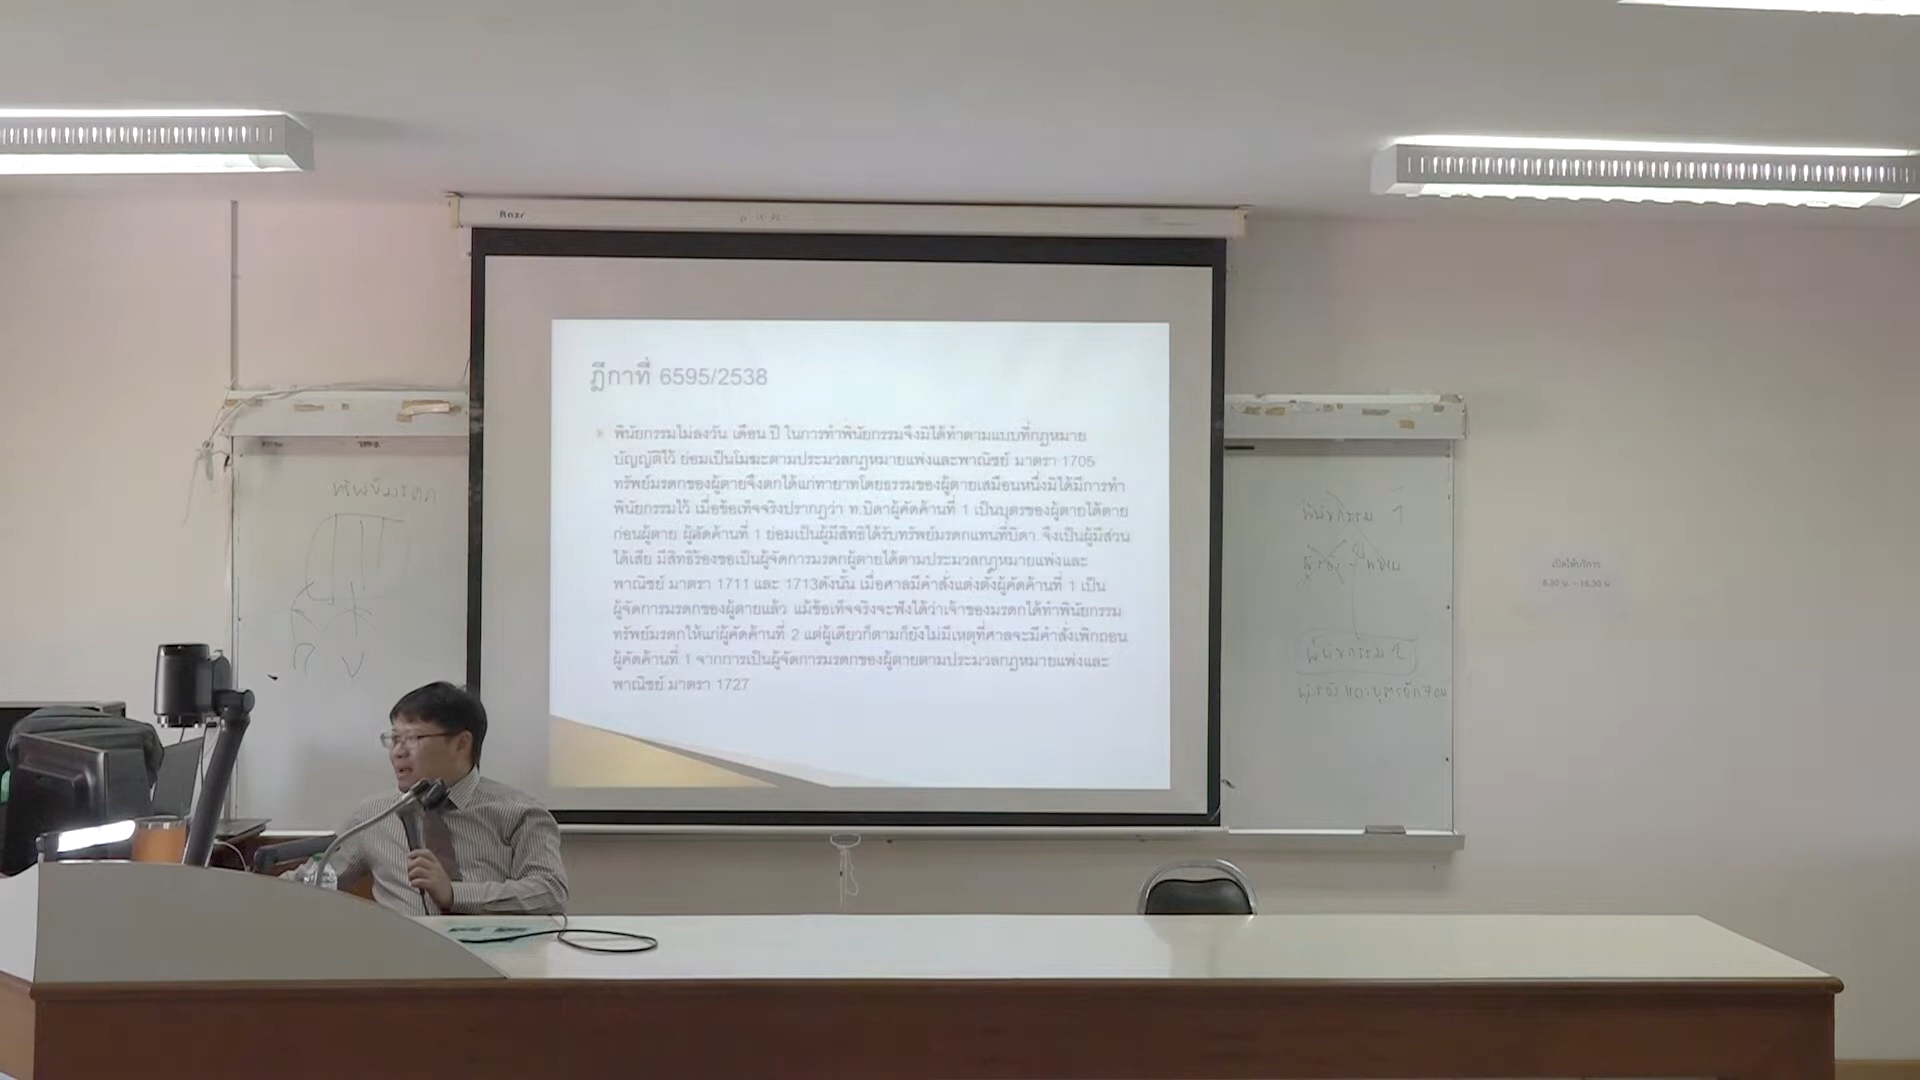 Razr
ฎีกาที่ 6595/2538
พินัยกรรมไม่ลงวัน เดือน ปี ในการทำพินัยกรรมจึงมิได้ทำตามแบบที่กฎหมาย
บัญญัติไว้ ย่อมเป็นโมฆะตามประมวลกฎหมายแพ่งและพาณิชย์ มาตรา 1705
ทรัพย์มรดกของผู้ตายจึงตกได้แก่ทายาทโดยธรรมของผู้ตายเสมือนหนึ่งมิได้มีการทำ
พินัยกรรมไว้ เมื่อข้อเท็จจริงปรากฏว่า ท.บิดาผู้คัดค้านที่ 1 เป็นบุตรของผู้ตายได้ตาย
ก่อนผู้ตาย ผู้คัดค้านที่ 1 ย่อมเป็นผู้มีสิทธิได้รับทรัพย์มรดกแทนที่บิดา จึงเป็นผู้มีส่วน
ได้เสีย มีสิทธิร้องขอเป็นผู้จัดการมรดกผู้ตายได้ตามประมวลกฎหมายแพ่งและ
พาณิชย์ มาตรา 1711 และ 1713ดังนั้น เมื่อศาลมีคำสั่งแต่งตั้งผู้คัดค้านที่ 1 เป็น
ผู้จัดการมรดกของผู้ตายแล้ว แม้ข้อเท็จจริงจะฟังได้ว่าเจ้าของมรดกได้ทำพินัยกรรม
ทรัพย์มรดกให้แก่ผู้คัดค้านที่ 2 แต่ผู้เดียวก็ตามก็ยังไม่มีเหตุที่ศาลจะมีคำสั่งเพิกถอน
ผู้คัดค้านที่ 1 จากการเป็นผู้จัดการมรดกของผู้ตายตามประมวลกฎหมายแพ่งและ
พาณิชย์ มาตรา 1727
ทรัพย์มรดก
พินัยกรรม 1
เปิดให้บริการ
8.30 น. - 16.30 น.